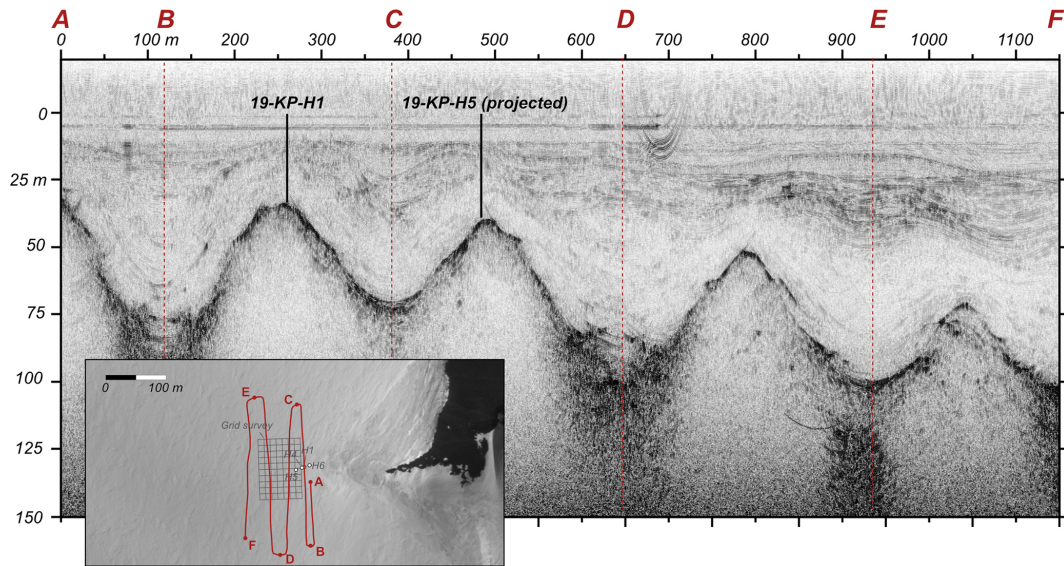 A B C D E F
0 100 m 200 300 400 500 600 700 800 900 1000 1100
19-KP-H1 19-KP-H5 (projected)
0
25 m
50
75
100
125
150
0 100 m
E
C
Grid survey
H4 H1
H6
H5
A
F
D
B